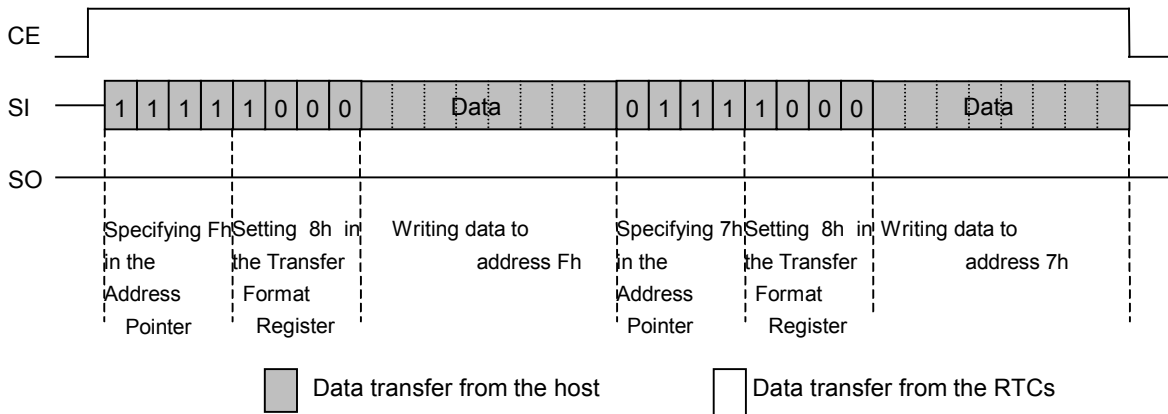 CE
SI 1 1 1 1 1 0 0 0 Data 0 1 1 1 1 0 0 0 Data
SO
Specifying Fh Setting 8h in Writing data to Specifying 7h Setting 8h in Writing data to
in the the Transfer address Fh in the the Transfer address 7h
Address Format Address Format
Pointer Register Pointer Register
Data transfer from the host Data transfer from the RTCs